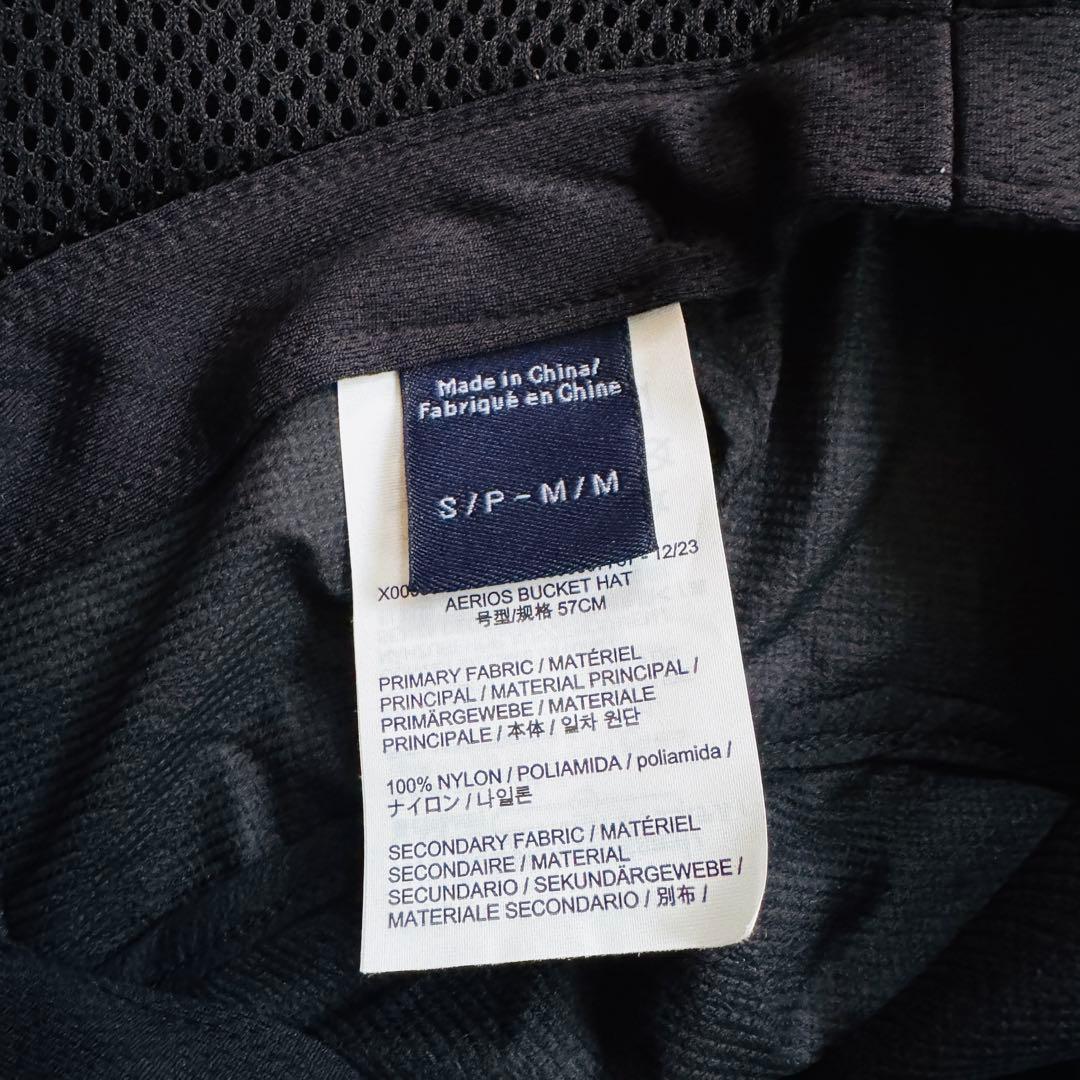 Made in China/
Fabriqué en Chine
S/P-M/M
12/23
AERIOS BUCKET HAT
号型/规格 57CM
PRIMARY FABRIC / MATÉRIEL
PRINCIPAL / MATERIAL PRINCIPAL /
PRIMÄRGEWEBE / MATERIALE
PRINCIPALE / 本体 / 일차 원단
100% NYLON / POLIAMIDA / poliamida /
ナイロン / 나일론
SECONDARY FABRIC / MATÉRIEL
SECONDAIRE / MATERIAL
SECUNDARIO / SEKUNDÄRGEWEBE /
MATERIALE SECONDARIO / 別布 /